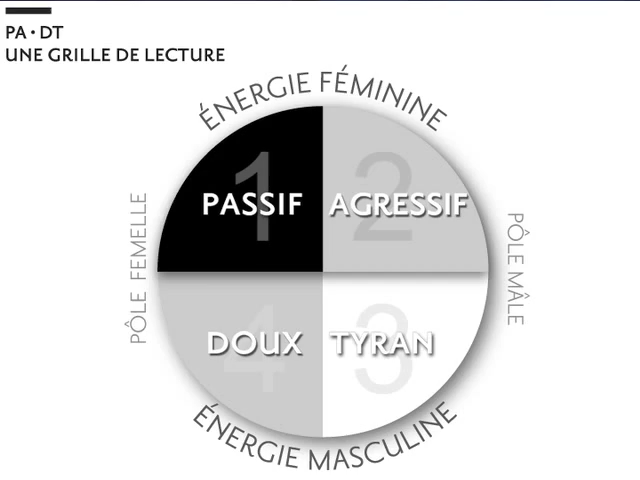 PA • DT
UNE GRILLE DE LECTURE
ÉNERGIE FÉMININE
1
2
PASSIF
AGRESSIF
PÔLE FEMELLE
PÔLE MÂLE
4
3
DOUX
TYRAN
ÉNERGIE MASCULINE